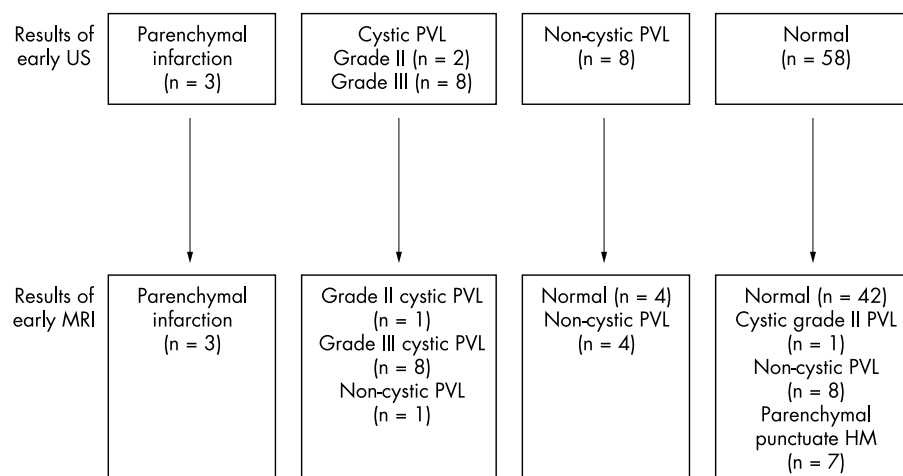 Results of
early US
Parenchymal
infarction
(n = 3)
Cystic PVL
Grade II (n = 2)
Grade III (n = 8)
Non-cystic PVL
(n = 8)
Normal
(n = 58)
Results of
early MRI
Parenchymal
infarction
(n = 3)
Grade II cystic PVL
(n = 1)
Grade III cystic PVL
(n = 8)
Non-cystic PVL
(n = 1)
Normal (n = 4)
Non-cystic PVL
(n = 4)
Normal (n = 42)
Cystic grade II PVL
(n = 1)
Non-cystic PVL
(n = 8)
Parenchymal
punctuate HM
(n = 7)